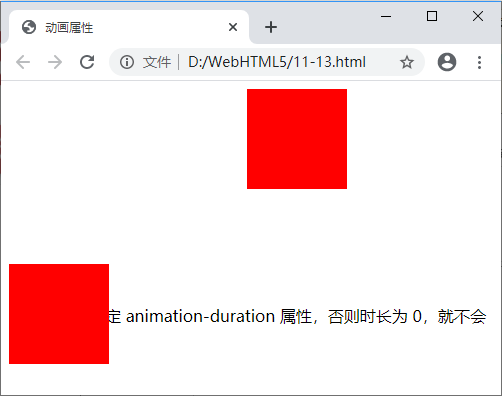 动画属性
文件 D:/WebHTML5/11-13.html
定 animation-duration 属性，否则时长为 0，就不会